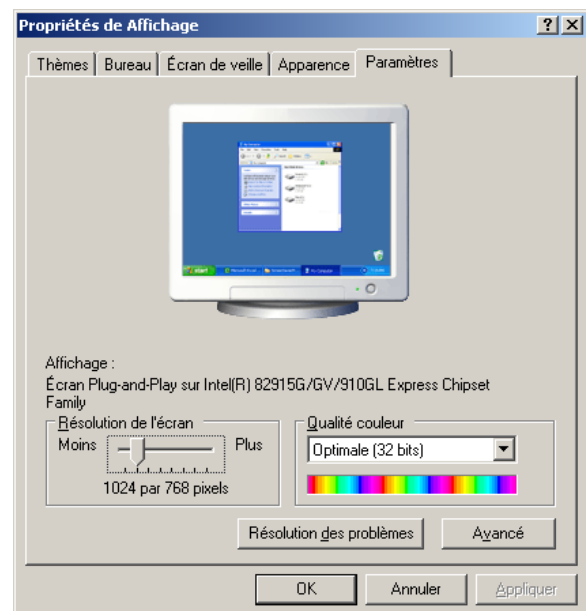 Propriétés de Affichage
Thèmes Bureau Écran de veille Apparence Paramètres
start
Affichage :
Écran Plug-and-Play sur Intel(R) 82915G/GV/910GL Express Chipset
Family
Résolution de l'écran
Moins Plus
1024 par 768 pixels
Qualité couleur
Optimale (32 bits)
Résolution des problèmes Avancé
OK Annuler Appliquer